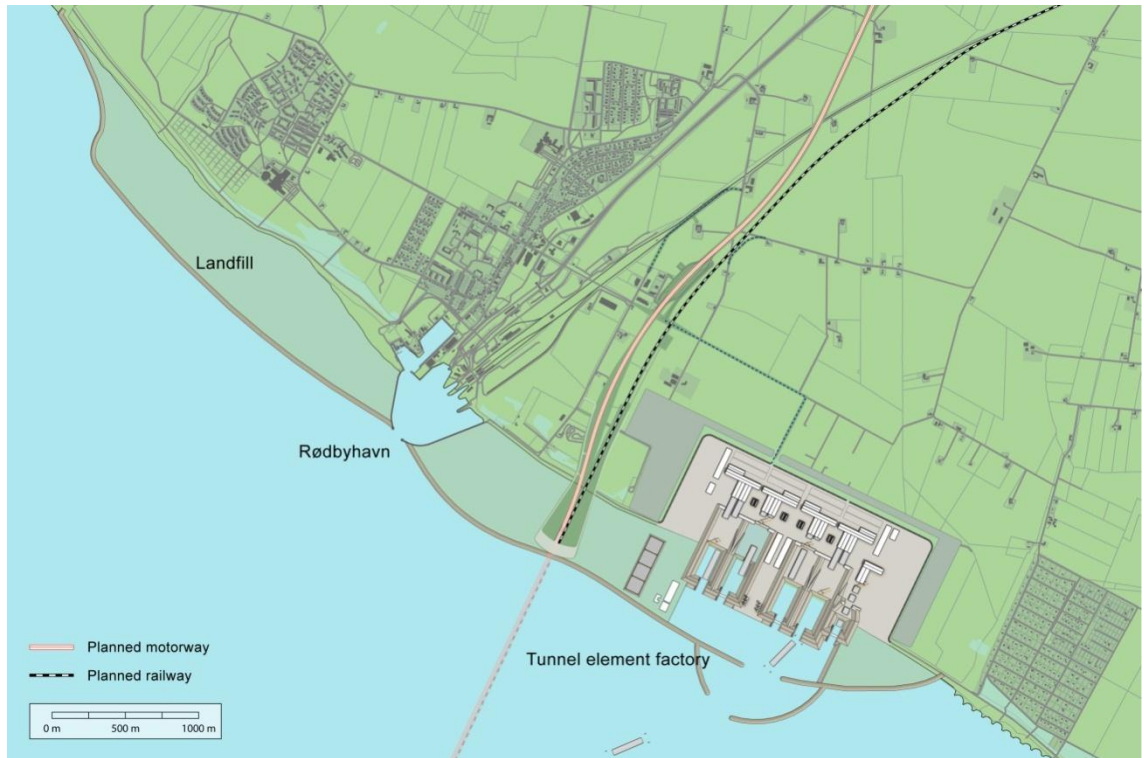 Landfill
Rødbyhavn
Tunnel element factory
Planned motorway
Planned railway
0 m 500 m 1000 m